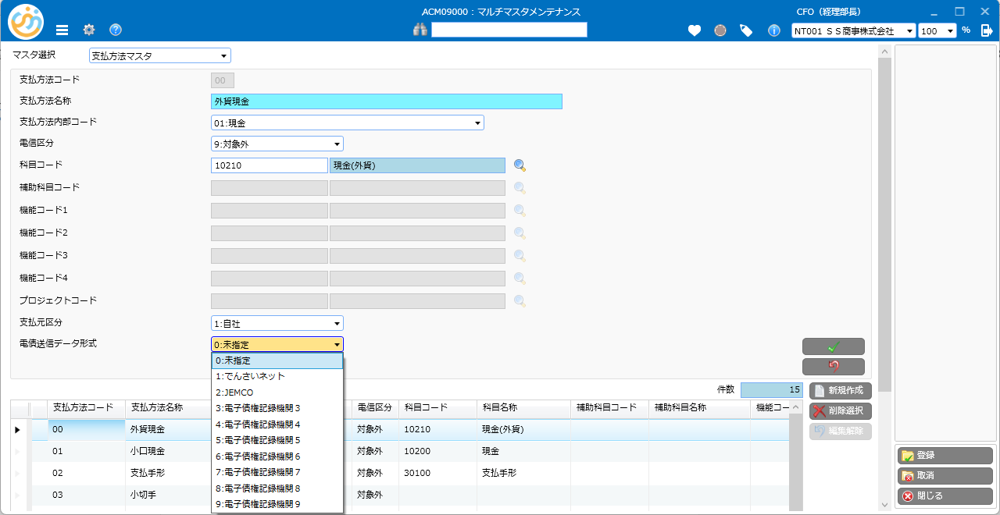 ACM09000：マルチマスタメンテナンス
CFO（経理部長）
NT001 ＳＳ商事株式会社
100
%
マスタ選択
支払方法マスタ
支払方法コード
00
支払方法名称
外貨現金
支払方法内部コード
01:現金
電信区分
9:対象外
科目コード
10210
現金(外貨)
補助科目コード
機能コード1
機能コード2
機能コード3
機能コード4
プロジェクトコード
支払元区分
1:自社
電債送信データ形式
0:未指定
0:未指定
1:でんさいネット
2:JEMCO
3:電子債権記録機関３
4:電子債権記録機関４
5:電子債権記録機関５
6:電子債権記録機関６
7:電子債権記録機関７
8:電子債権記録機関８
9:電子債権記録機関９
件数
15
新規作成
削除選択
編集解除
支払方法コード 支払方法名称 電信区分 科目コード 科目名称 補助科目コード 補助科目名称 機能コー
00 外貨現金 対象外 10210 現金(外貨)
01 小口現金 対象外 10200 現金
02 支払手形 対象外 30100 支払手形
03 小切手 対象外
登録
取消
閉じる